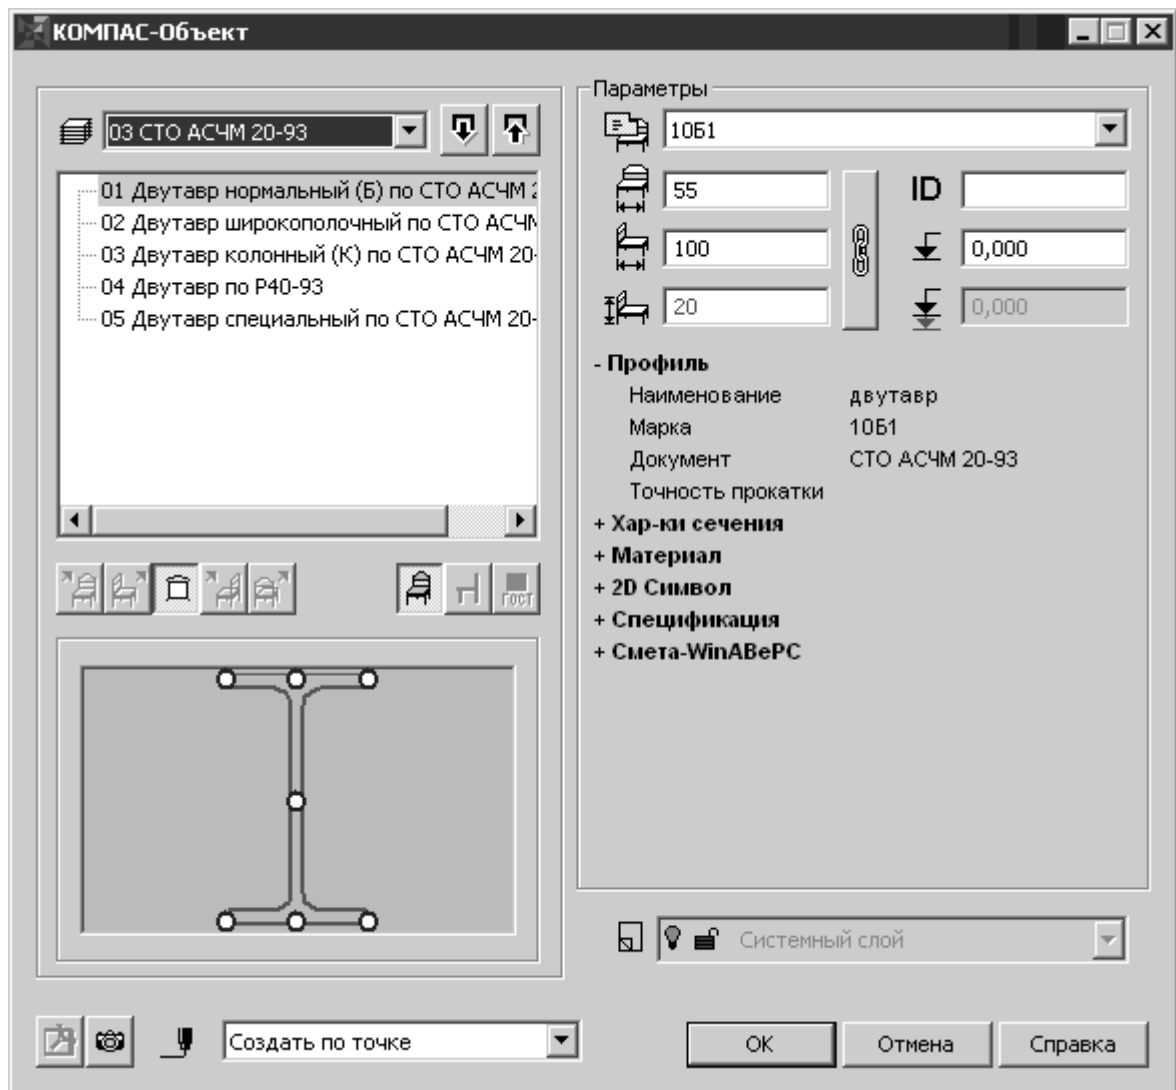 КОМПАС-Объект
03 СТО АСЧМ 20-93
01 Двутавр нормальный (Б) по СТО АСЧМ 2
02 Двутавр широкополочный по СТО АСЧМ
03 Двутавр колонный (К) по СТО АСЧМ 20-
04 Двутавр по Р40-93
05 Двутавр специальный по СТО АСЧМ 20-
ГОСТ
Параметры
10Б1
55
ID
100
0,000
20
0,000
- Профиль
Наименование двутавр
Марка 10Б1
Документ СТО АСЧМ 20-93
Точность прокатки
+ Хар-ки сечения
+ Материал
+ 2D Символ
+ Спецификация
+ Смета-WinАВеРС
Системный слой
Создать по точке
ОК
Отмена
Справка